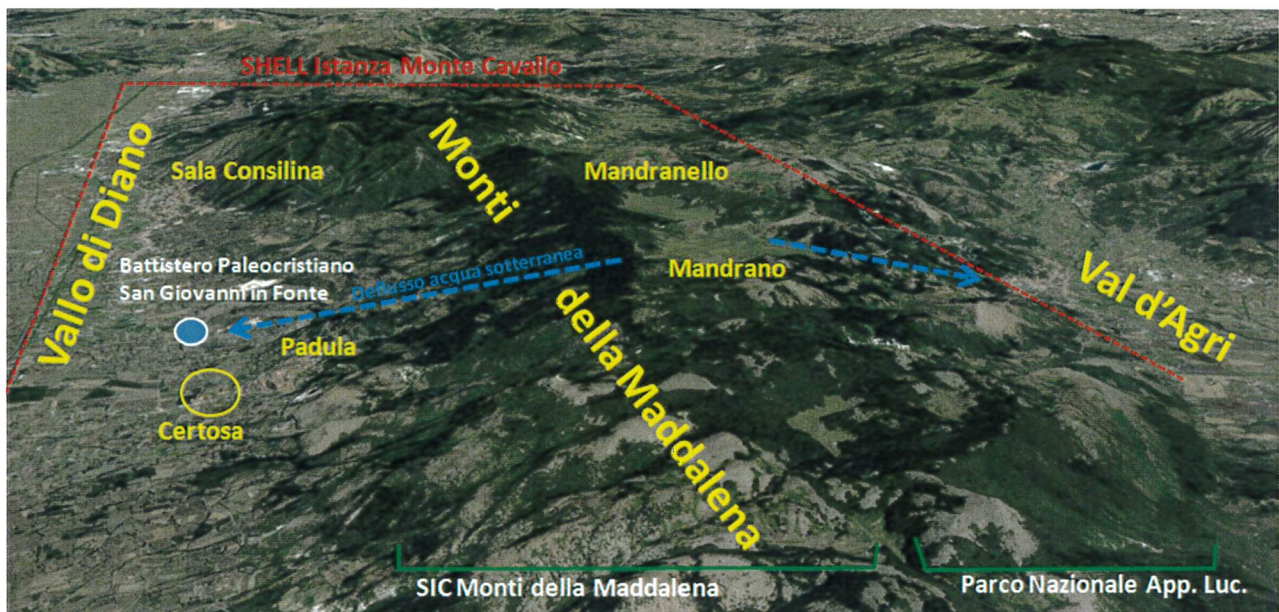 SHELL Istanza Monte Cavallo
Vallo di Diano
Sala Consilina
Monti
della Maddalena
Mandranello
Battistero Paleocristiano
San Giovanni in Fonte
Deflusso acqua sotterranea
Mandrano
Val d'Agri
Padula
Certosa
SIC Monti della Maddalena
Parco Nazionale App. Luc.